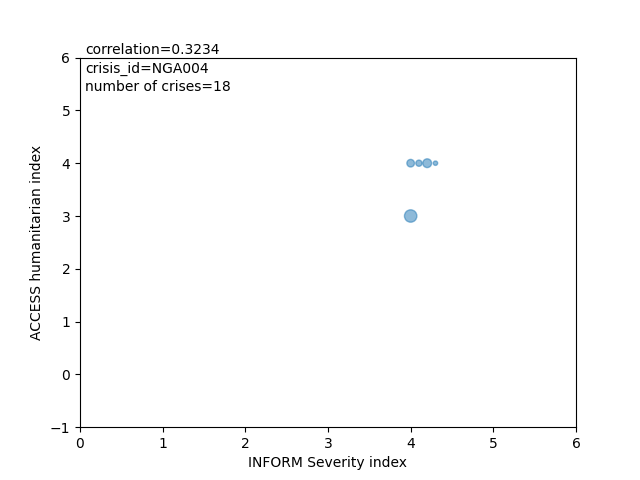 correlation=0.3234
crisis_id=NGA004
number of crises=18
6
5
4
3
2
1
0
−1
ACCESS humanitarian index
0 1 2 3 4 5 6
INFORM Severity index